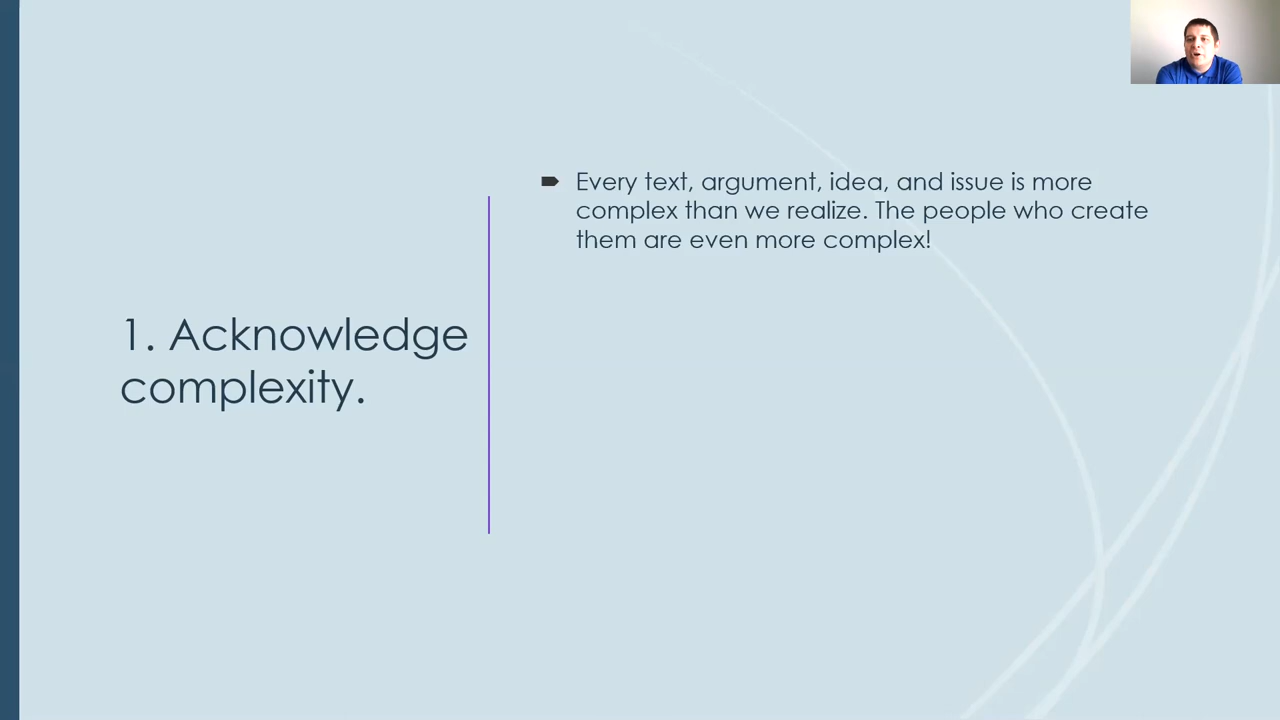 1. Acknowledge
complexity.
Every text, argument, idea, and issue is more
complex than we realize. The people who create
them are even more complex!